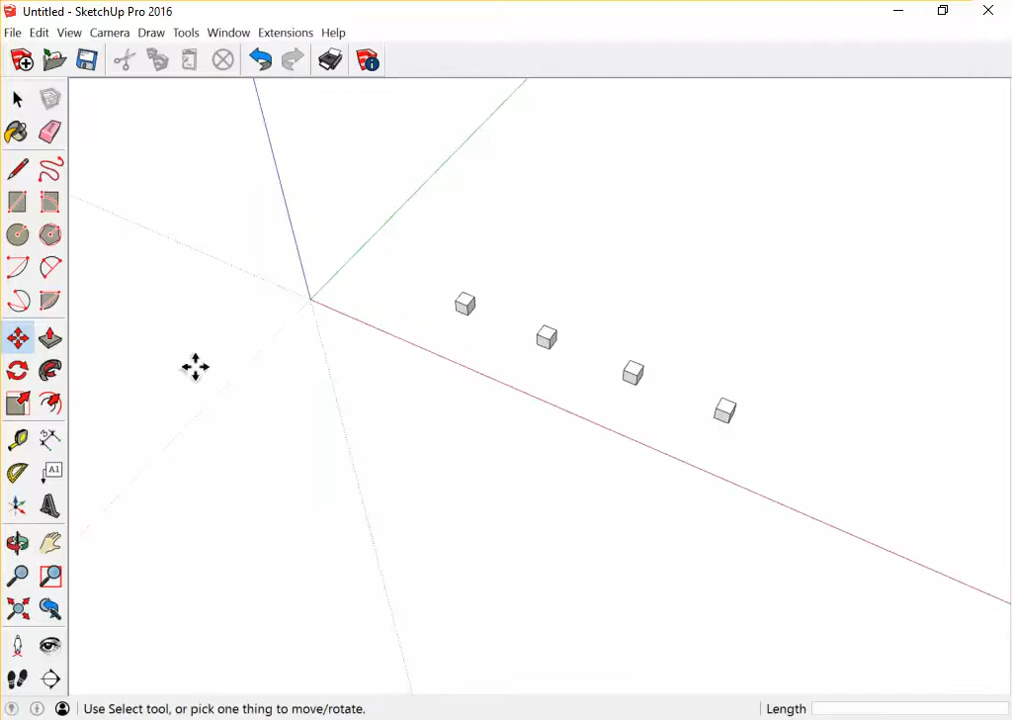 Untitled - SketchUp Pro 2016
File Edit View Camera Draw Tools Window Extensions Help
A1
Use Select tool, or pick one thing to move/rotate.
Length